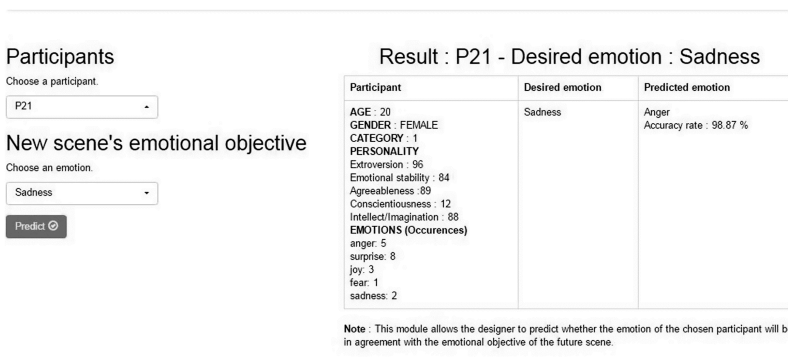 Participants
Choose a participant.
P21
New scene's emotional objective
Choose an emotion.
Sadness
Predict
Result : P21 - Desired emotion : Sadness
Participant Desired emotion Predicted emotion
AGE : 20 Sadness Anger
GENDER : FEMALE Accuracy rate : 98.87 %
CATEGORY : 1
PERSONALITY
Extroversion : 96
Emotional stability : 84
Agreeableness :89
Conscientiousness : 12
Intellect/Imagination : 88
EMOTIONS (Occurences)
anger: 5
surprise: 8
joy: 3
fear: 1
sadness: 2
Note : This module allows the designer to predict whether the emotion of the chosen participant will b
in agreement with the emotional objective of the future scene.